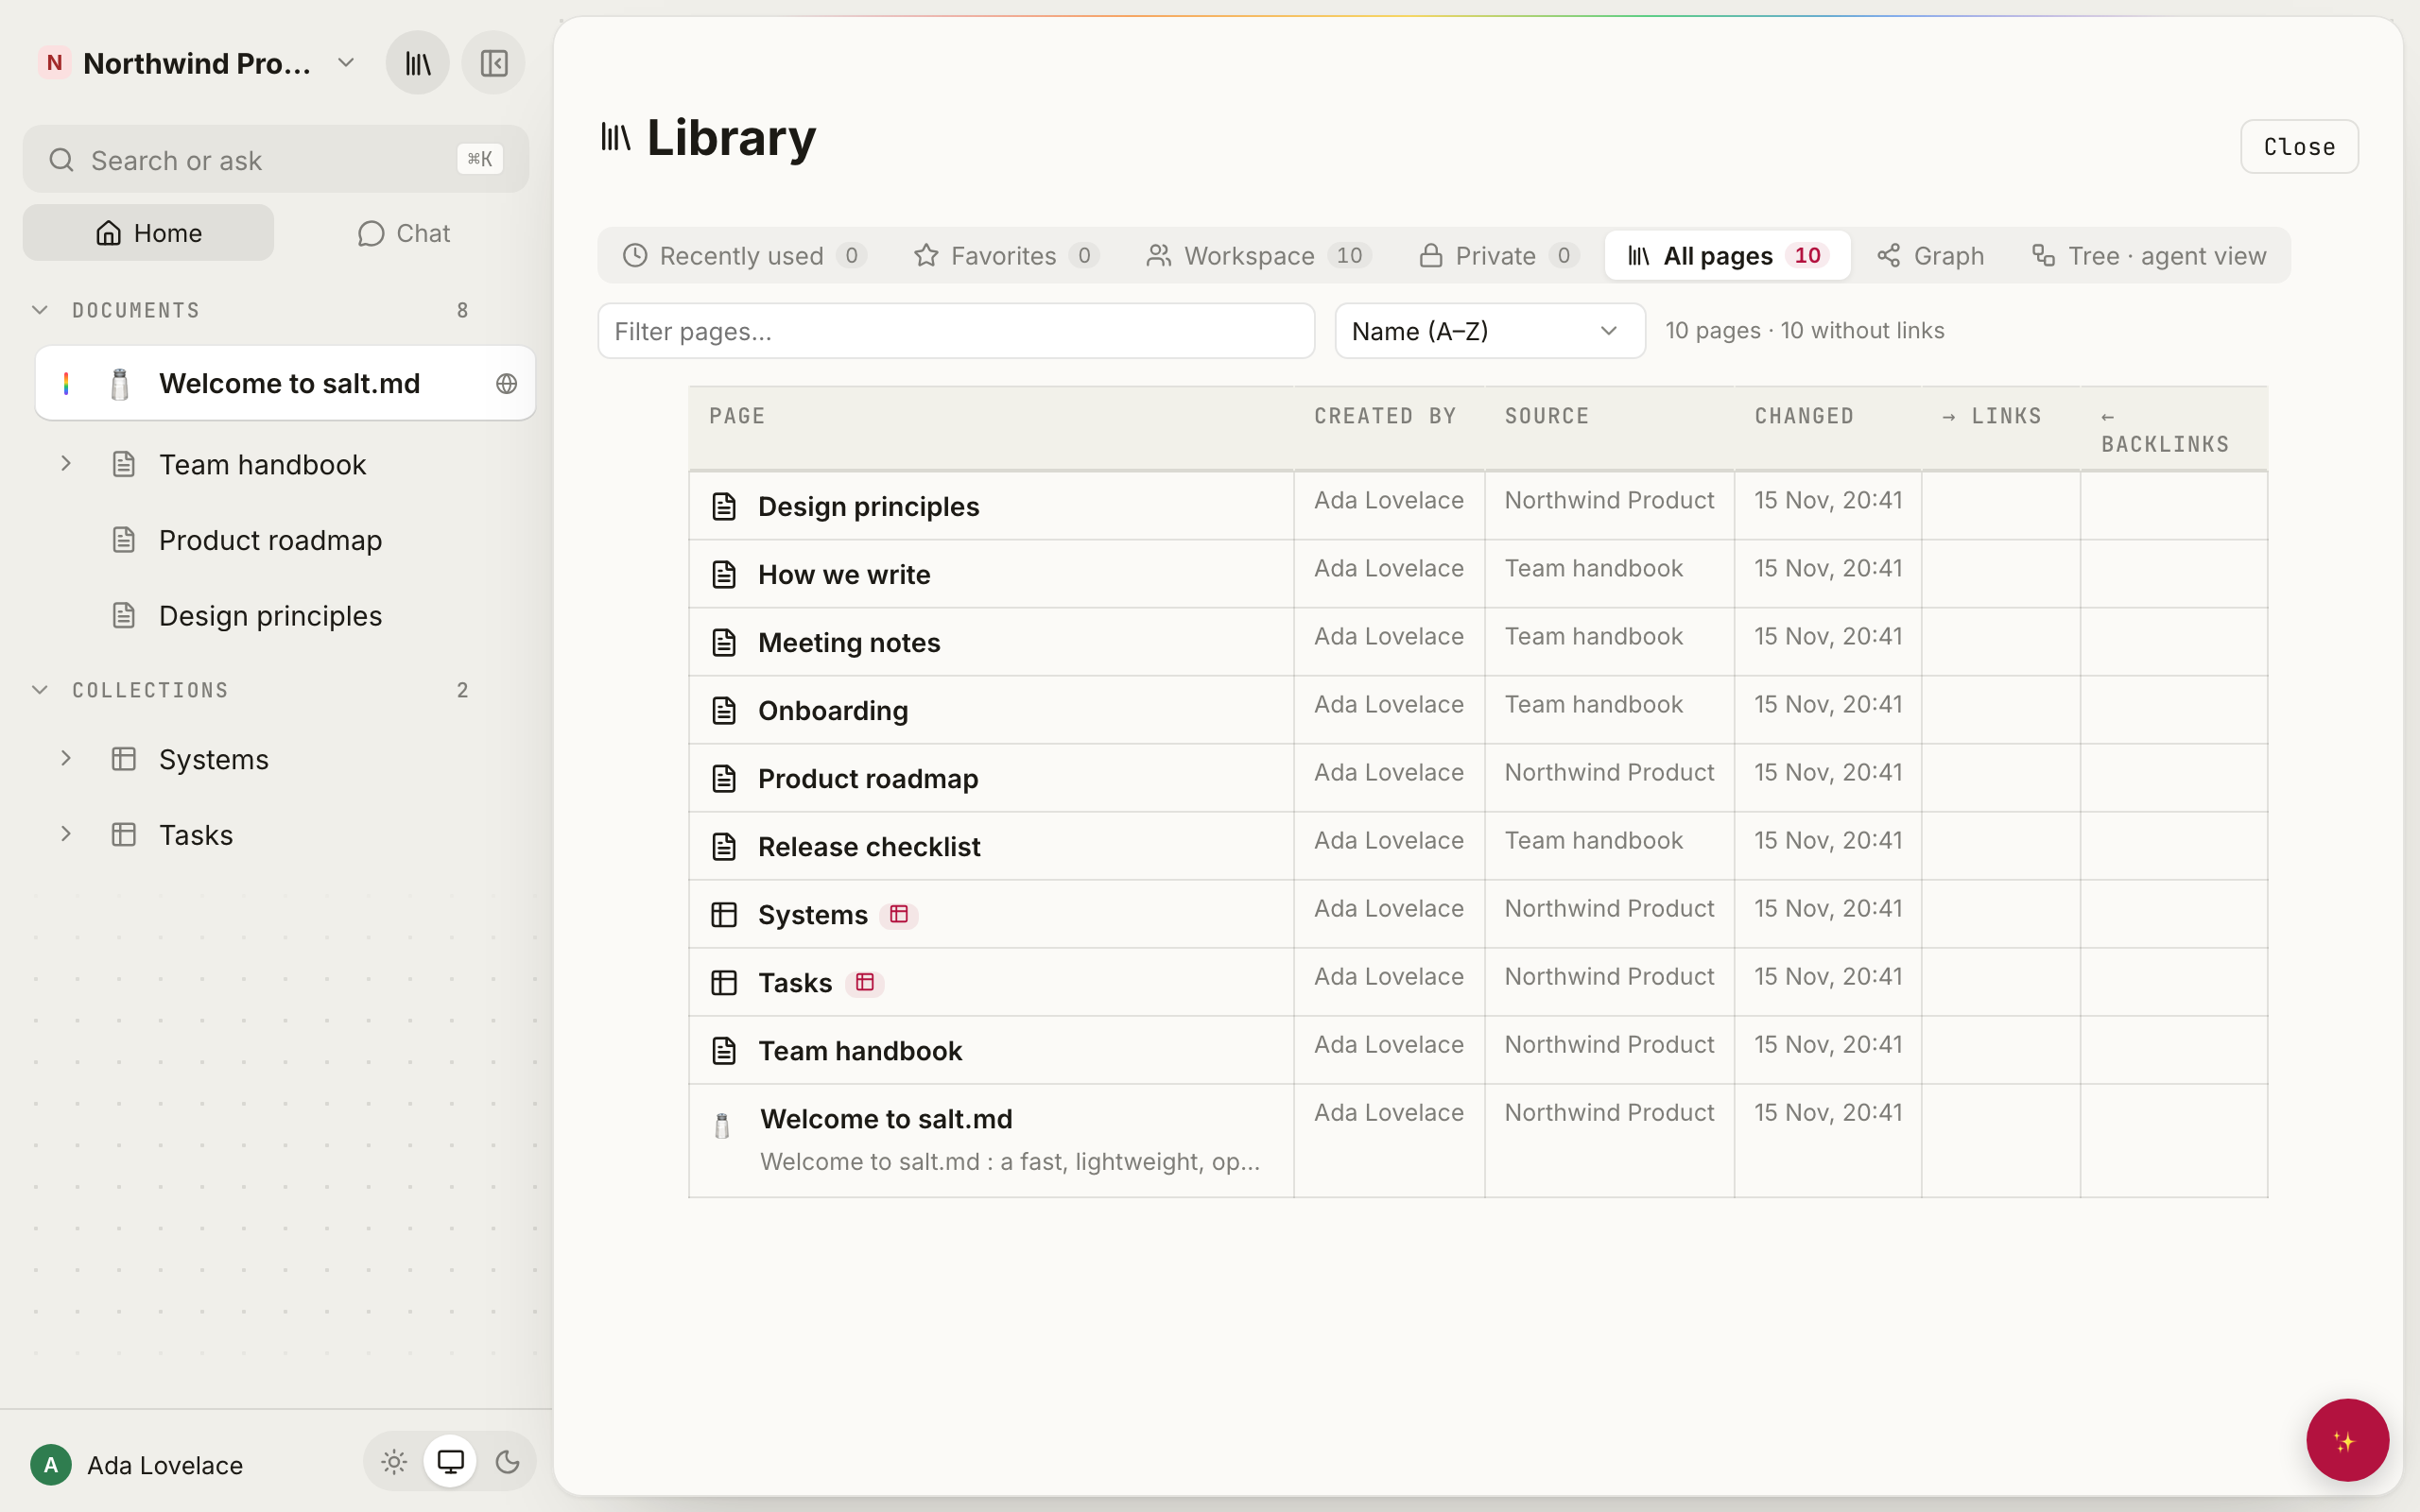 N Northwind Pro...
Search or ask ⌘K
Home Chat
DOCUMENTS 8
Welcome to salt.md
Team handbook
Product roadmap
Design principles
COLLECTIONS 2
Systems
Tasks
A Ada Lovelace
Library
Close
Recently used 0 Favorites 0 Workspace 10 Private 0 All pages 10 Graph Tree · agent view
Filter pages... Name (A–Z) 10 pages · 10 without links
PAGE CREATED BY SOURCE CHANGED → LINKS ← BACKLINKS
Design principles Ada Lovelace Northwind Product 15 Nov, 20:41
How we write Ada Lovelace Team handbook 15 Nov, 20:41
Meeting notes Ada Lovelace Team handbook 15 Nov, 20:41
Onboarding Ada Lovelace Team handbook 15 Nov, 20:41
Product roadmap Ada Lovelace Northwind Product 15 Nov, 20:41
Release checklist Ada Lovelace Team handbook 15 Nov, 20:41
Systems Ada Lovelace Northwind Product 15 Nov, 20:41
Tasks Ada Lovelace Northwind Product 15 Nov, 20:41
Team handbook Ada Lovelace Northwind Product 15 Nov, 20:41
Welcome to salt.md Ada Lovelace Northwind Product 15 Nov, 20:41
Welcome to salt.md : a fast, lightweight, op...